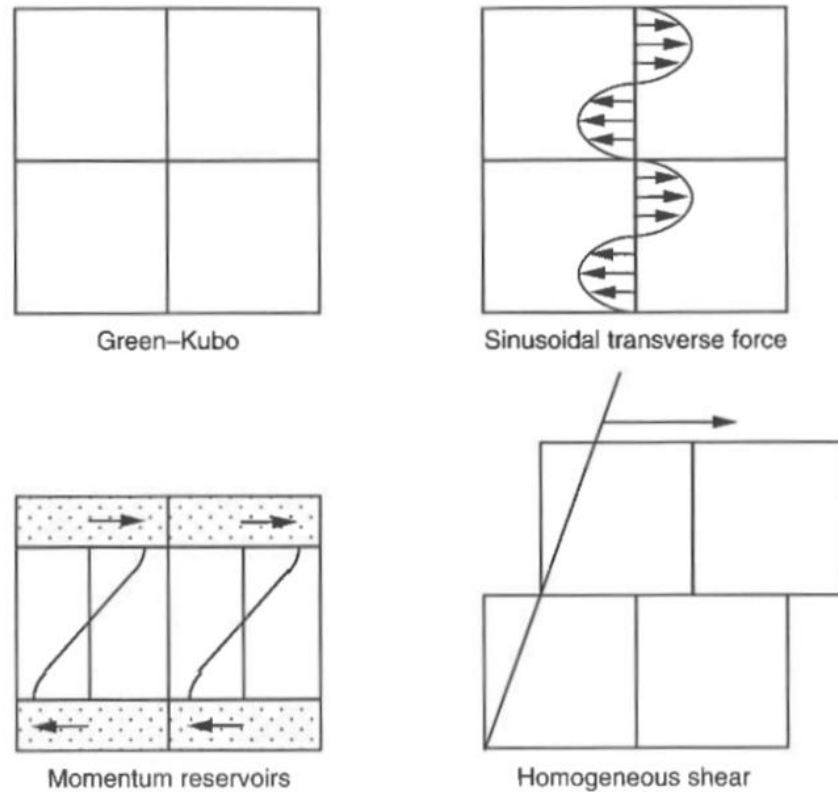 Green–Kubo
Sinusoidal transverse force
Momentum reservoirs
Homogeneous shear